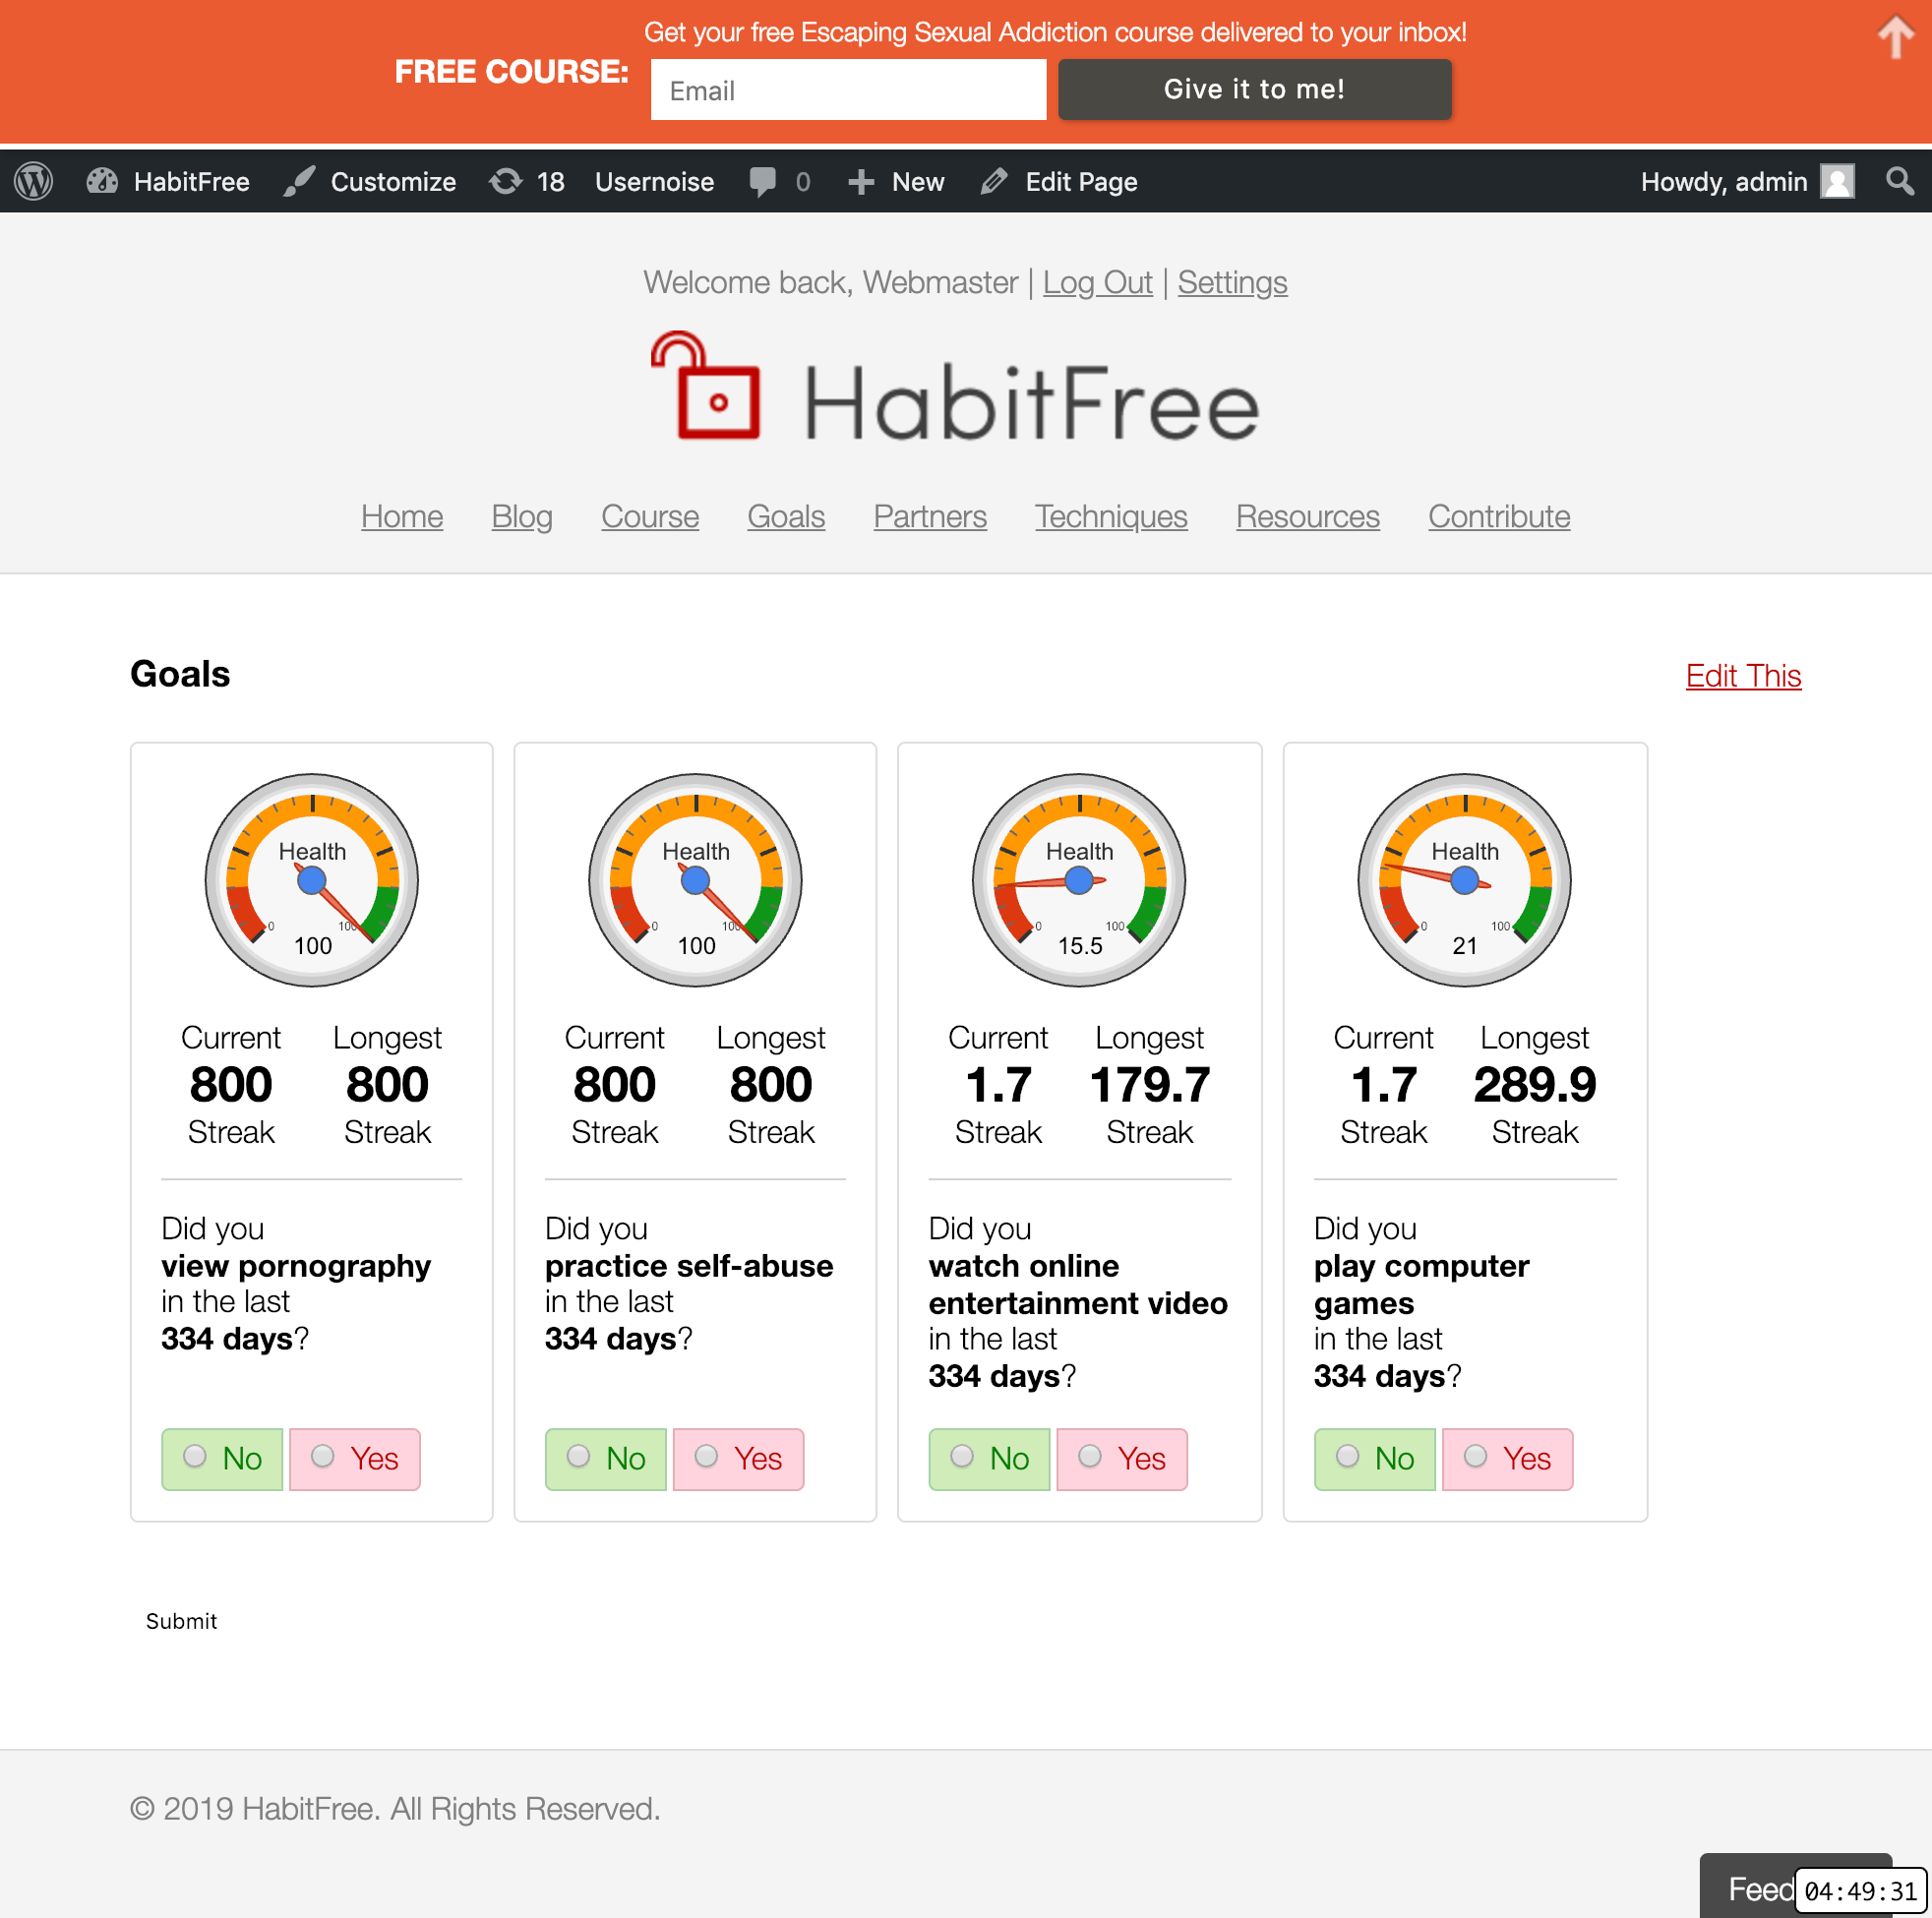 Get your free Escaping Sexual Addiction course delivered to your inbox!
FREE COURSE:
Email
Give it to me!
HabitFree Customize 18 Usernoise 0 New Edit Page Howdy, admin
Welcome back, Webmaster | Log Out | Settings
HabitFree
Home Blog Course Goals Partners Techniques Resources Contribute
Goals
Edit This
Health
0 100
100
Current Longest
800 800
Streak Streak
Did you
view pornography
in the last
334 days?
No Yes
Health
0 100
100
Current Longest
800 800
Streak Streak
Did you
practice self-abuse
in the last
334 days?
No Yes
Health
0 100
15.5
Current Longest
1.7 179.7
Streak Streak
Did you
watch online
entertainment video
in the last
334 days?
No Yes
Health
0 100
21
Current Longest
1.7 289.9
Streak Streak
Did you
play computer
games
in the last
334 days?
No Yes
Submit
© 2019 HabitFree. All Rights Reserved.
Feed
04:49:31